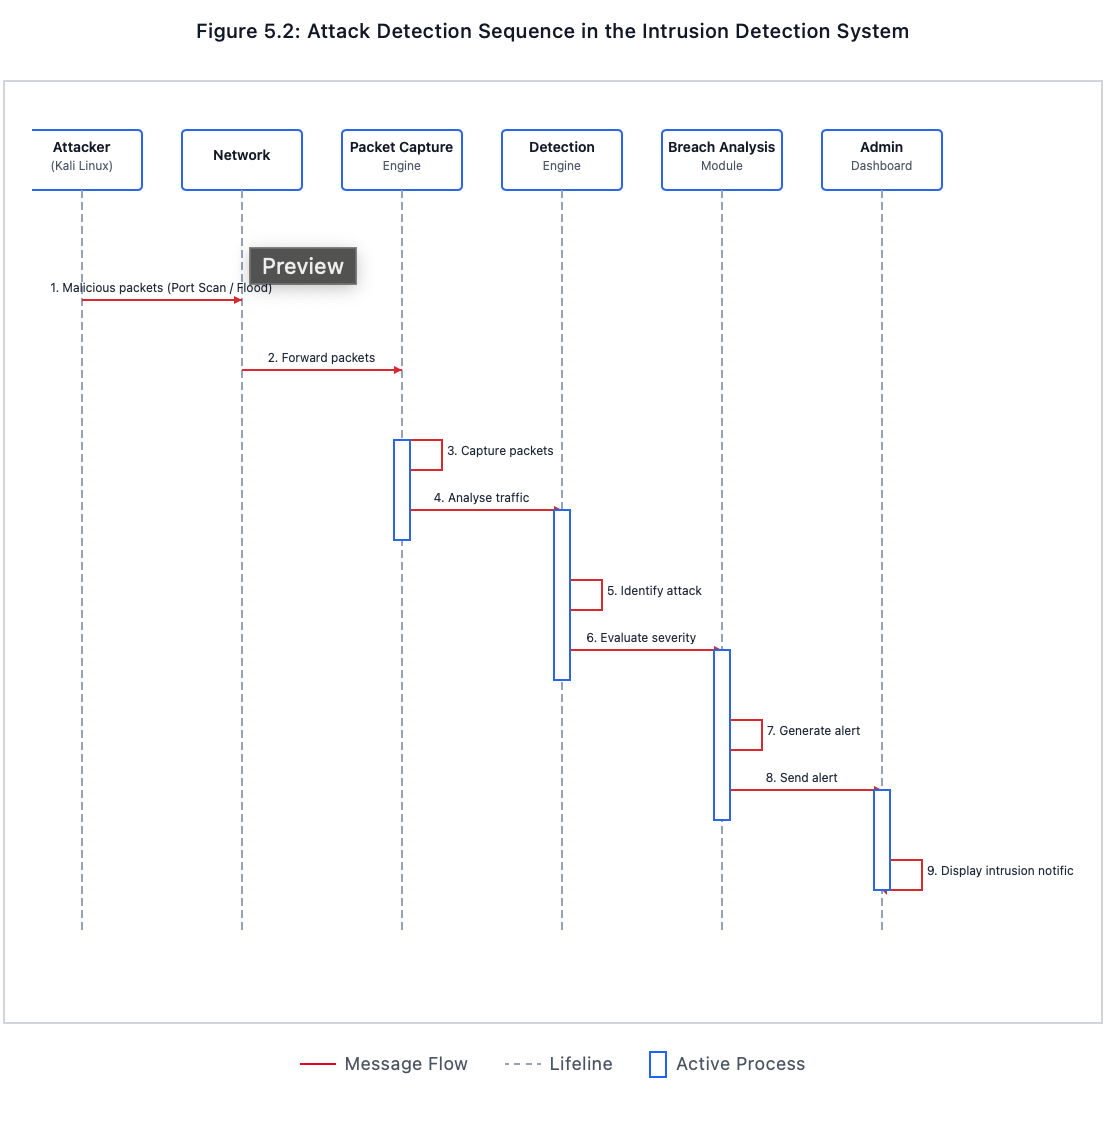 Figure 5.2: Attack Detection Sequence in the Intrusion Detection System
Attacker
(Kali Linux)
Network
Packet Capture
Engine
Detection
Engine
Breach Analysis
Module
Admin
Dashboard
Preview
1. Malicious packets (Port Scan / Flood)
2. Forward packets
3. Capture packets
4. Analyse traffic
5. Identify attack
6. Evaluate severity
7. Generate alert
8. Send alert
9. Display intrusion notific
Message Flow
Lifeline
Active Process